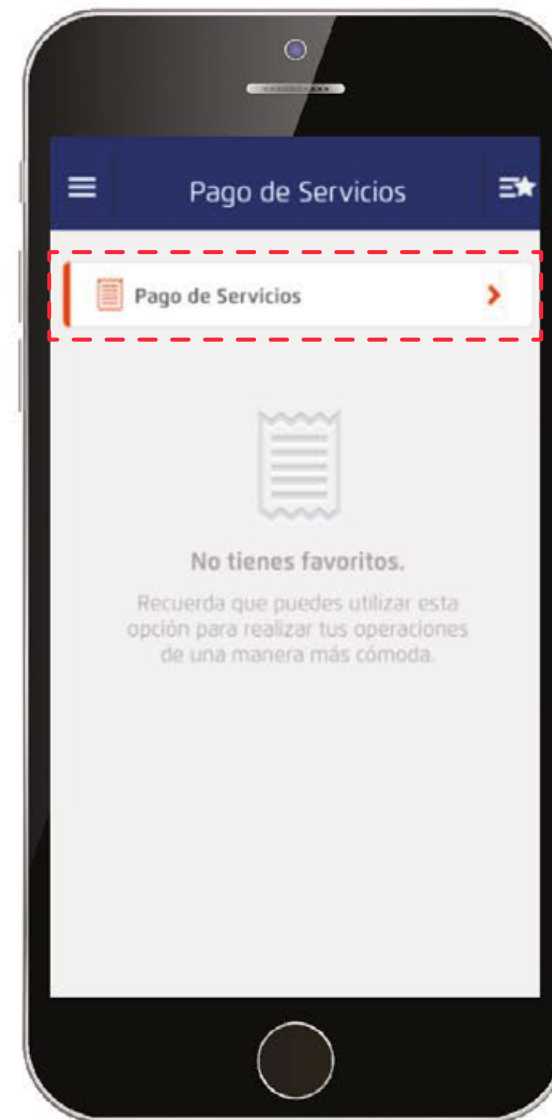 Pago de Servicios
Pago de Servicios
No tienes favoritos.
Recuerda que puedes utilizar esta
opción para realizar tus operaciones
de una manera más cómoda.